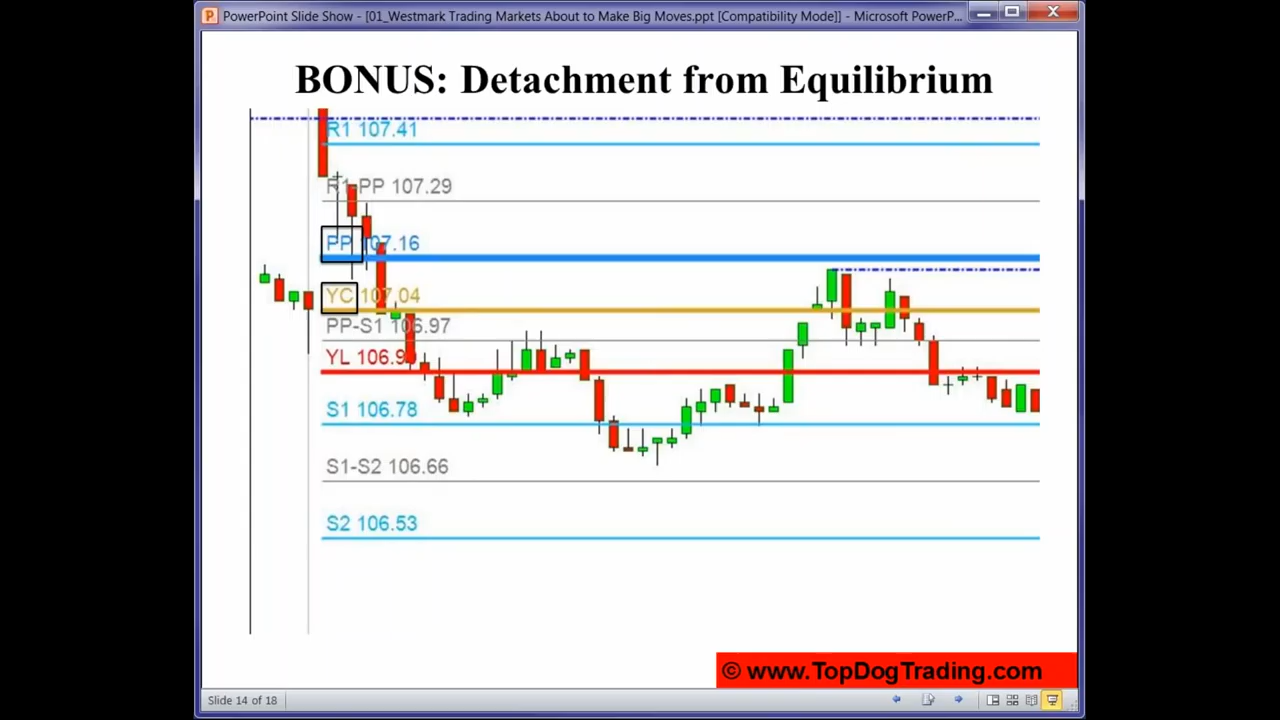 PowerPoint Slide Show - [01_Westmark Trading Markets About to Make Big Moves.ppt [Compatibility Mode]] - Microsoft PowerP...
BONUS: Detachment from Equilibrium
R1 107.41
R1-PP 107.29
PP 107.16
YC 107.04
PP-S1 106.97
YL 106.9
S1 106.78
S1-S2 106.66
S2 106.53
© www.TopDogTrading.com
Slide 14 of 18